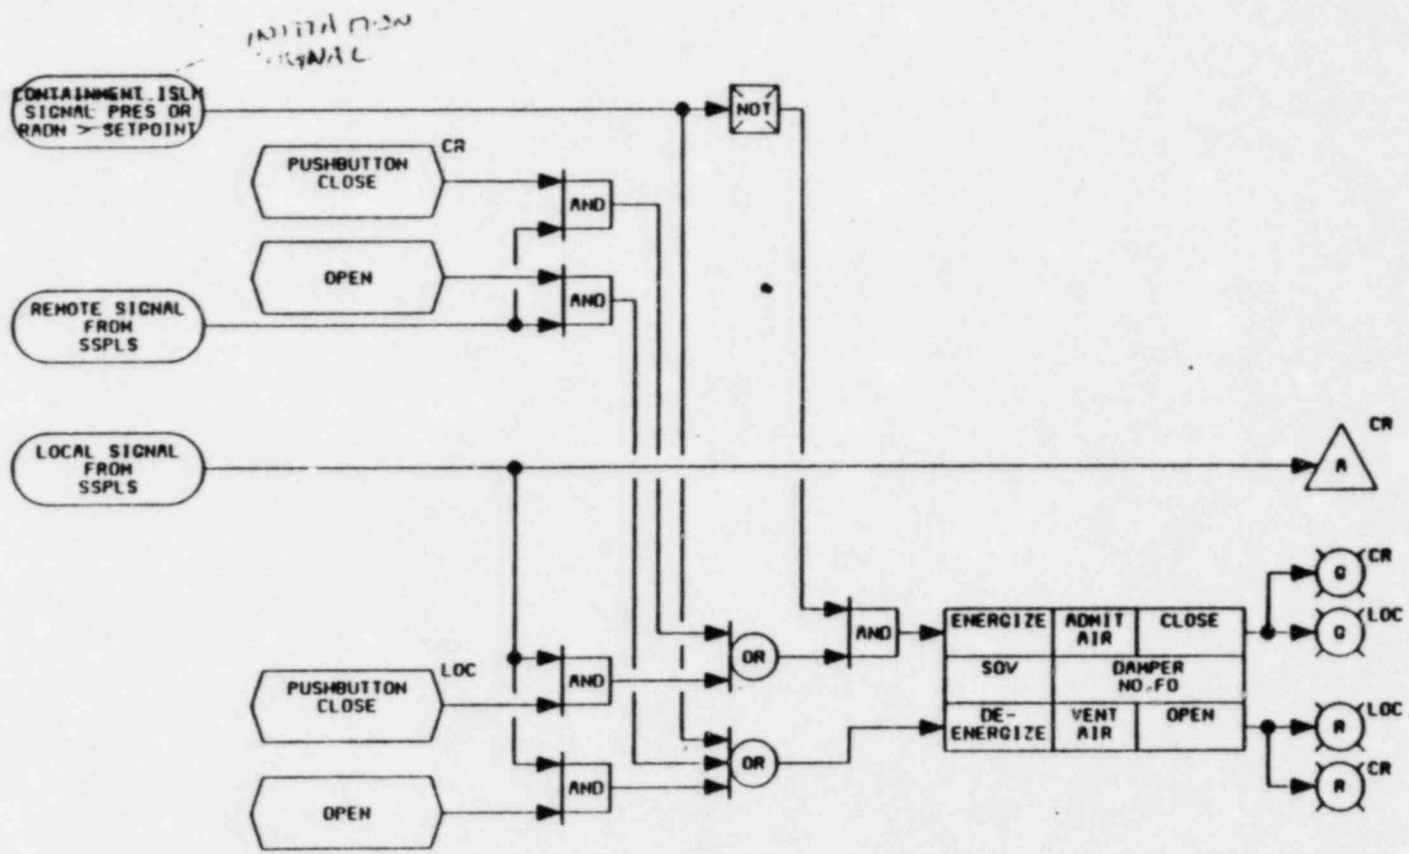 INITIATION
SIGNAL
CONTAINMENT ISLN
SIGNAL PRES OR
RADN > SETPOINT
NOT
PUSHBUTTON
CLOSE
CR
AND
OPEN
AND
REMOTE SIGNAL
FROM
SSPLS
LOCAL SIGNAL
FROM
SSPLS
A
CR
G
CR
ENERGIZE
ADMIT
AIR
CLOSE
G
LOC
AND
OR
PUSHBUTTON
CLOSE
LOC
AND
SOV
DAMPER
NO-FO
DE-
ENERGIZE
VENT
AIR
OPEN
R
LOC
OR
R
CR
AND
OPEN